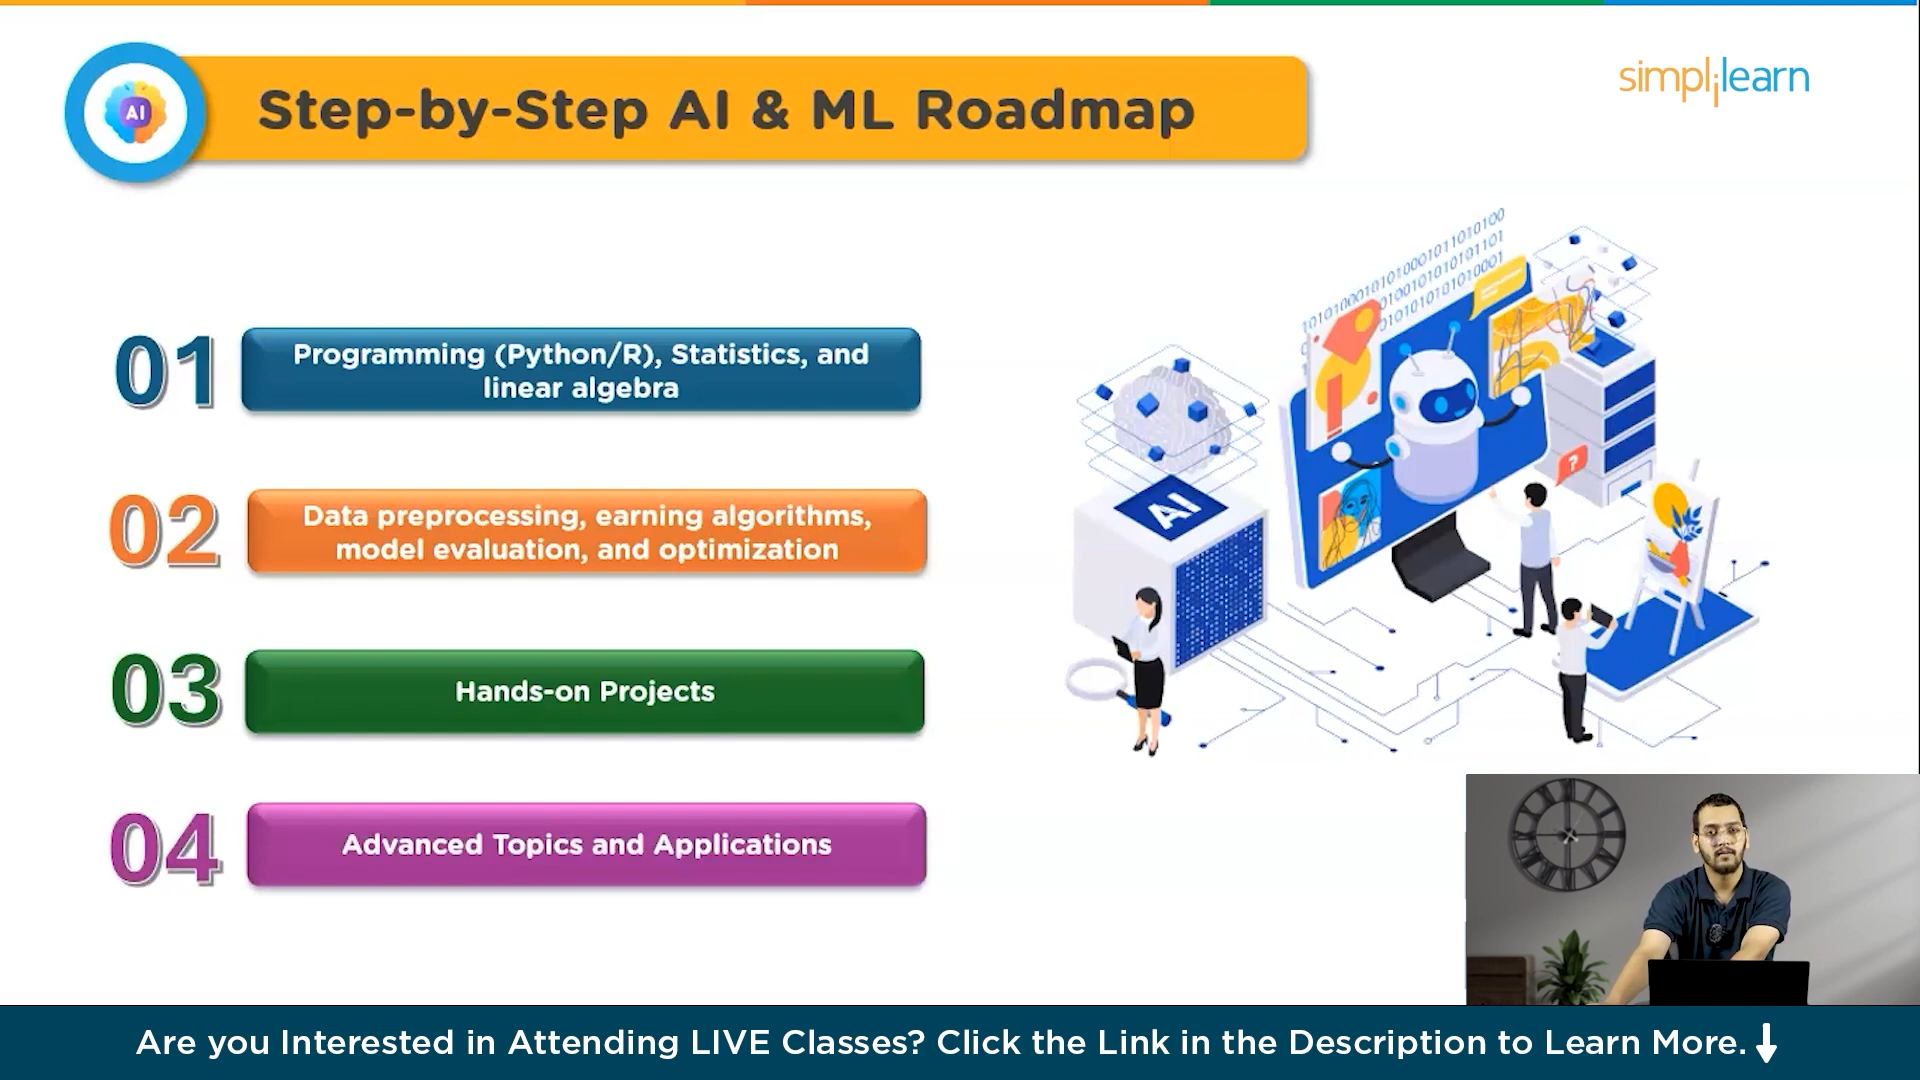 AI
Step-by-Step AI & ML Roadmap
simplilearn
01
Programming (Python/R), Statistics, and
linear algebra
02
Data preprocessing, earning algorithms,
model evaluation, and optimization
03
Hands-on Projects
04
Advanced Topics and Applications
1010100010101000101101010
AI
?
Are you Interested in Attending LIVE Classes? Click the Link in the Description to Learn More.